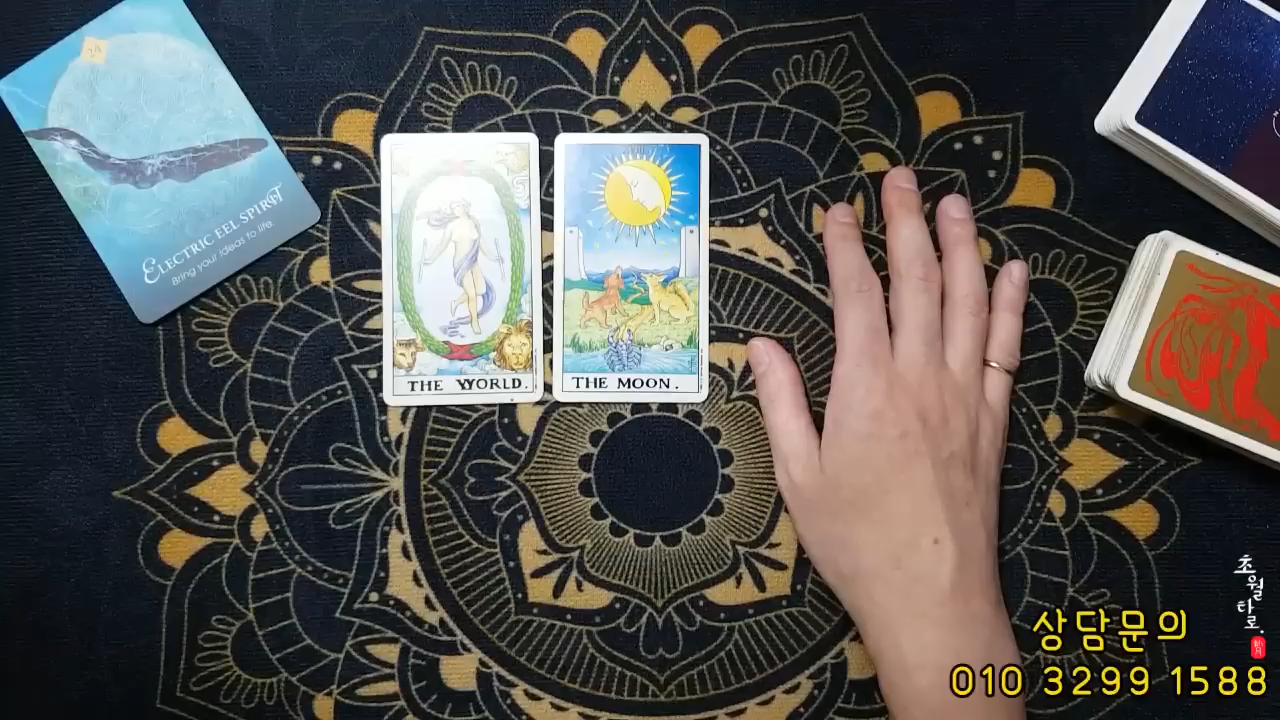 ELECTRIC EEL SPIRIT
Bring your ideas to life.
THE WORLD.
THE MOON.
초월타로.
상담문의
010 3299 1588